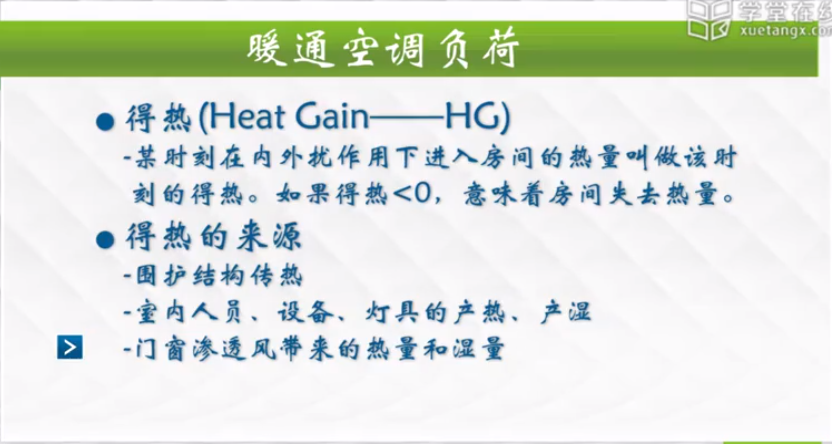 学堂在线
xuetangx.com
暖通空调负荷
●得热(Heat Gain——HG)
-某时刻在内外扰作用下进入房间的热量叫做该时
刻的得热。如果得热<0，意味着房间失去热量。
●得热的来源
-围护结构传热
-室内人员、设备、灯具的产热、产湿
-门窗渗透风带来的热量和湿量